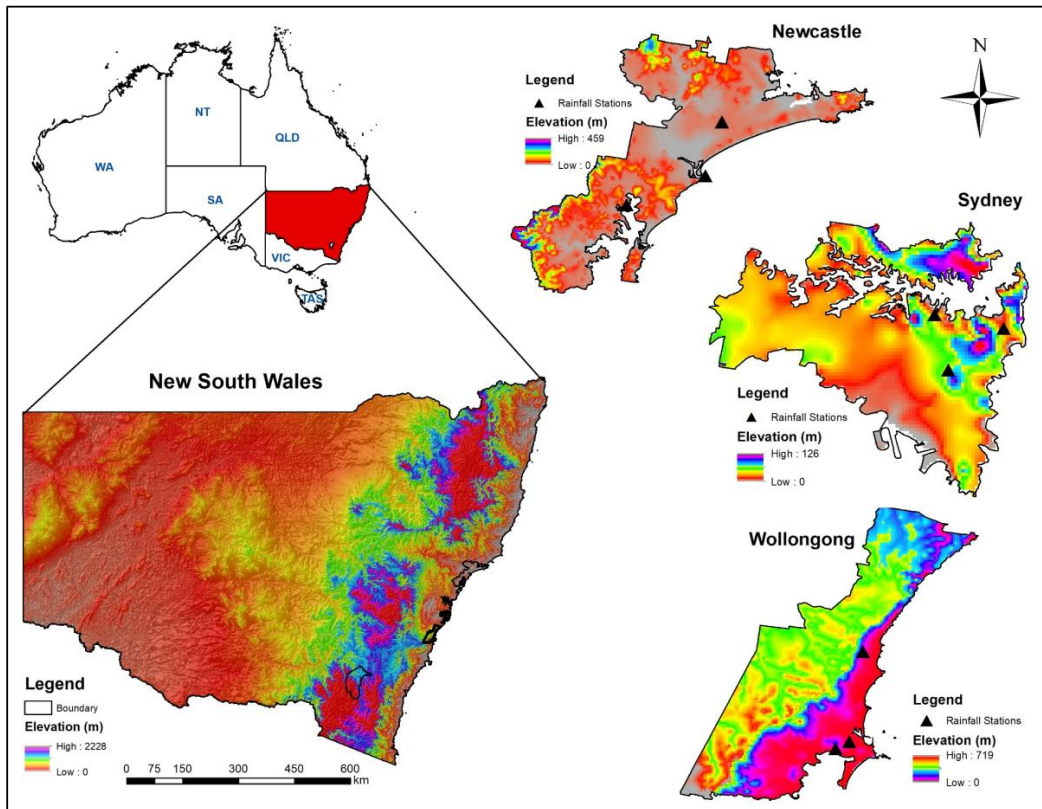 WA
NT
QLD
SA
VIC
TAS
New South Wales
Legend
Boundary
Elevation (m)
High : 2228
Low : 0
0 75 150 300 450 600
km
Newcastle
Legend
Rainfall Stations
Elevation (m)
High : 459
Low : 0
N
Sydney
Legend
Rainfall Stations
Elevation (m)
High : 126
Low : 0
Wollongong
Legend
Rainfall Stations
Elevation (m)
High : 719
Low : 0